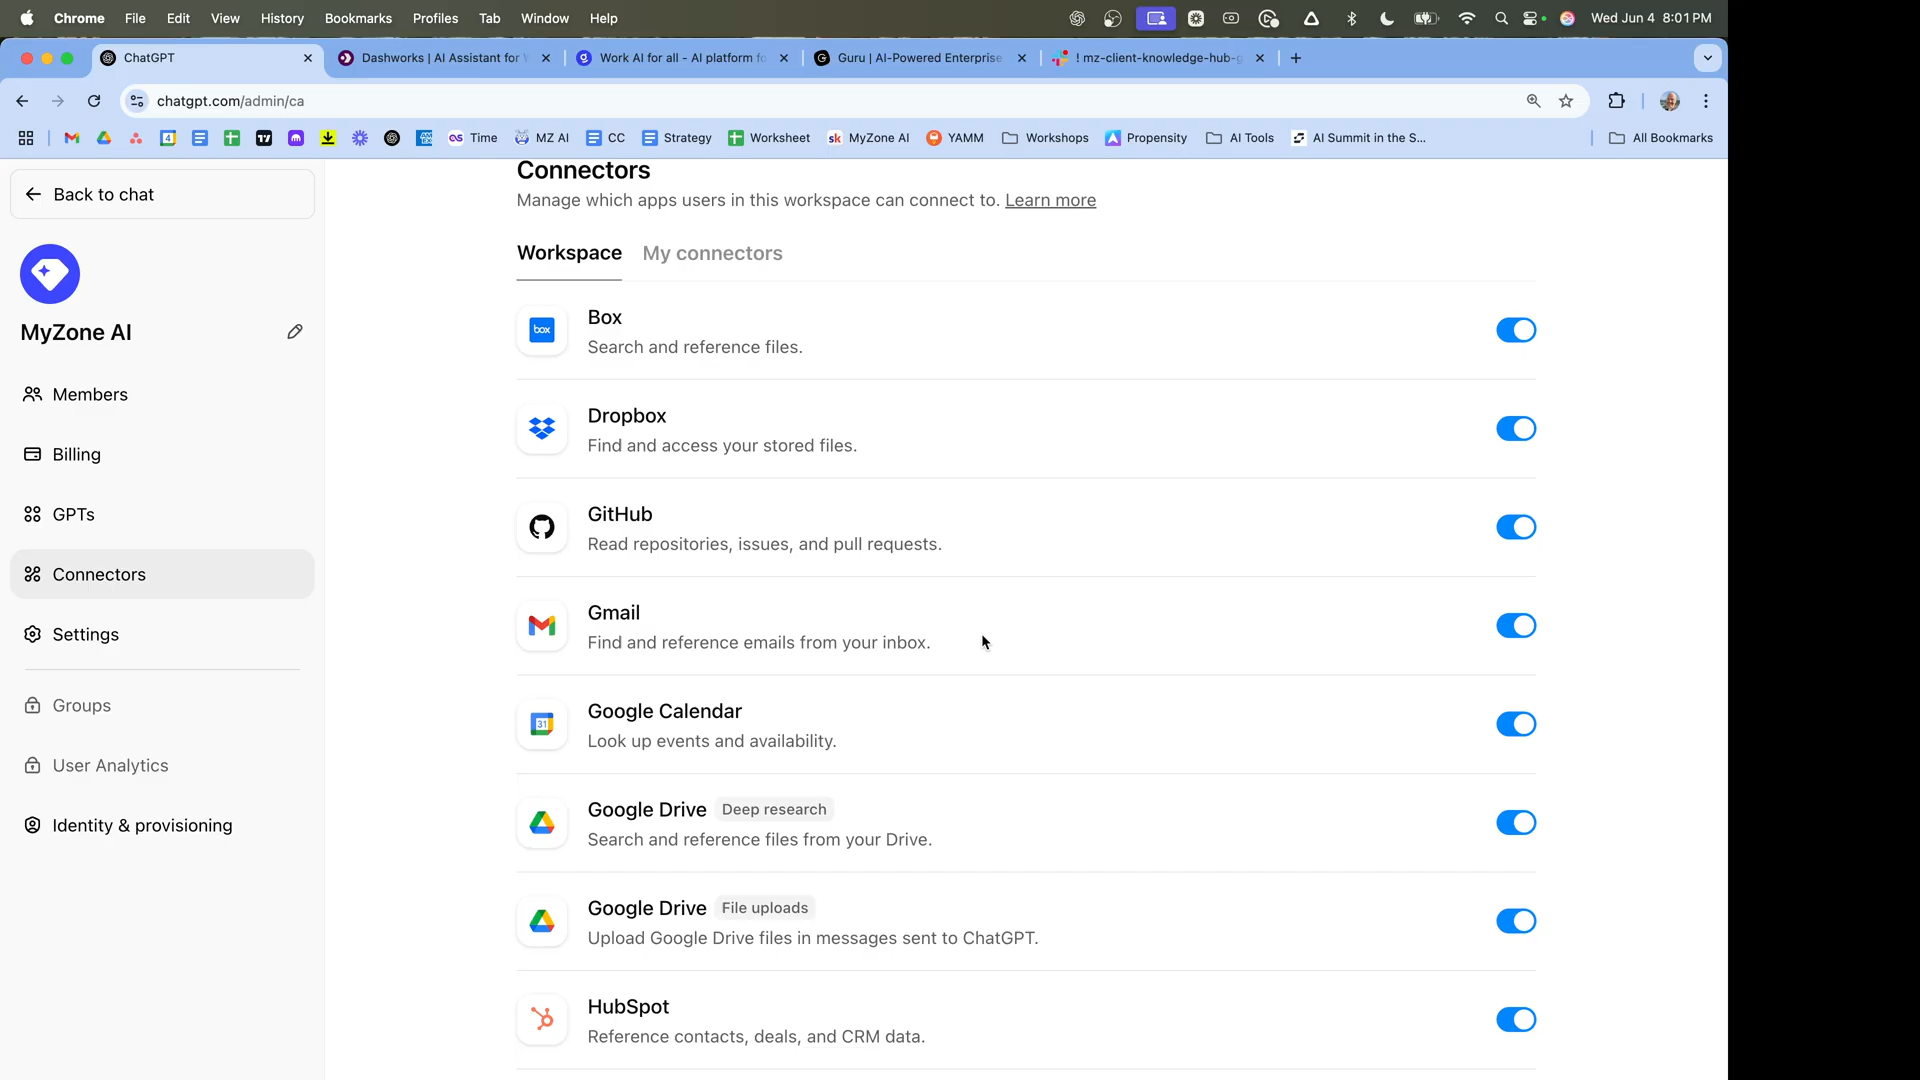 Chrome File Edit View History Bookmarks Profiles Tab Window Help Wed Jun 4 8:01 PM
ChatGPT Dashworks | AI Assistant for Work AI for all - AI platform fo Guru | AI-Powered Enterprise ! mz-client-knowledge-hub-g
chatgpt.com/admin/ca
Time MZ AI CC Strategy Worksheet MyZone AI YAMM Workshops Propensity AI Tools AI Summit in the S... All Bookmarks
Back to chat
MyZone AI
Members
Billing
GPTs
Connectors
Settings
Groups
User Analytics
Identity & provisioning
Connectors
Manage which apps users in this workspace can connect to. Learn more
Workspace My connectors
box
Box
Search and reference files.
Dropbox
Find and access your stored files.
GitHub
Read repositories, issues, and pull requests.
Gmail
Find and reference emails from your inbox.
31
Google Calendar
Look up events and availability.
Google Drive Deep research
Search and reference files from your Drive.
Google Drive File uploads
Upload Google Drive files in messages sent to ChatGPT.
HubSpot
Reference contacts, deals, and CRM data.